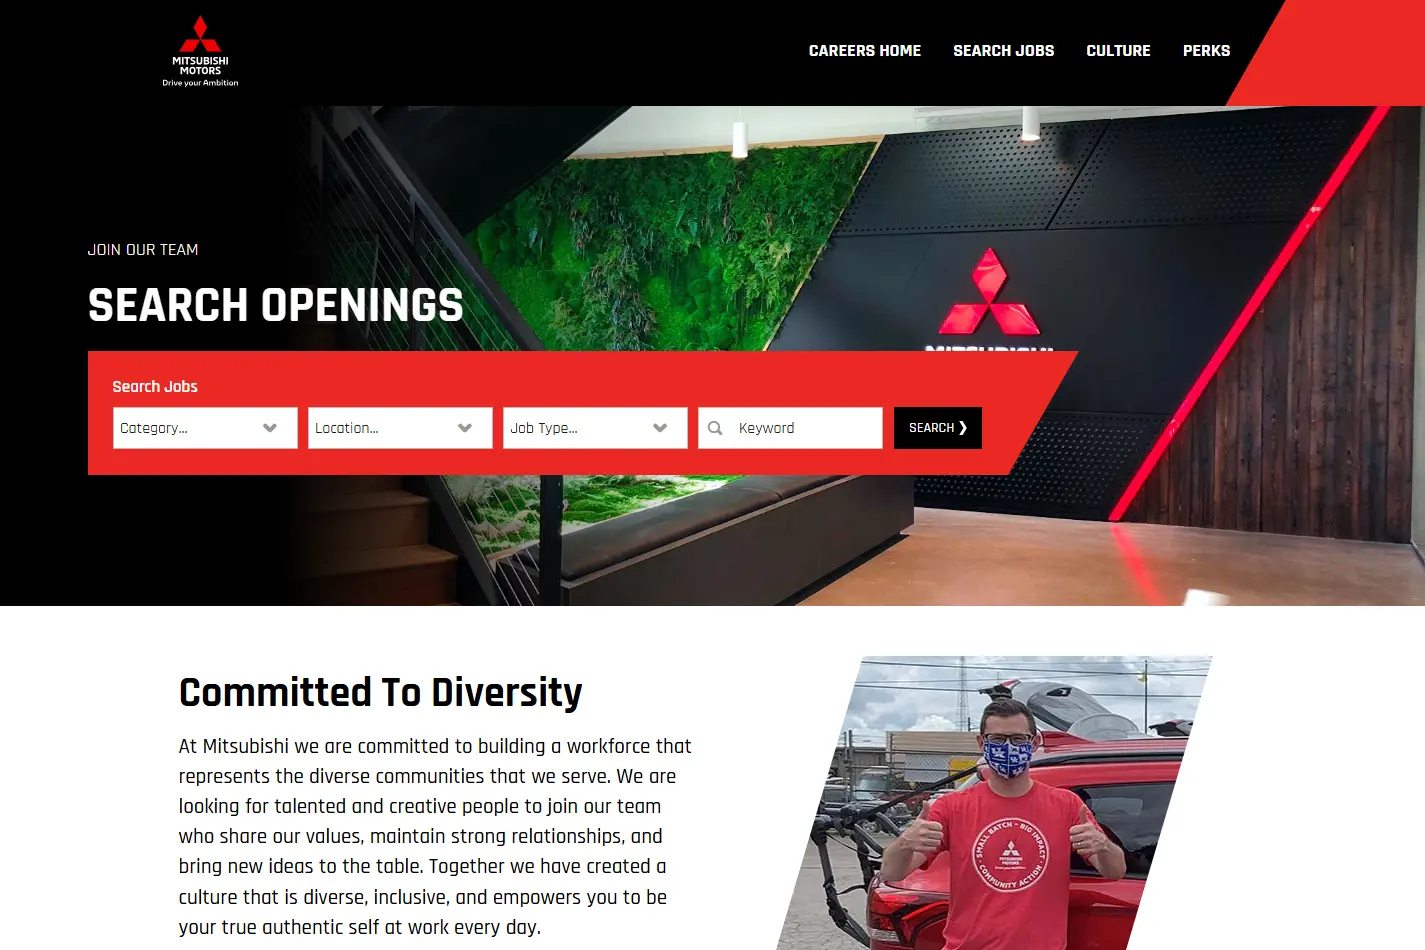 MITSUBISHI
MOTORS
Drive your Ambition
CAREERS HOME
SEARCH JOBS
CULTURE
PERKS
JOIN OUR TEAM
SEARCH OPENINGS
MITSUBISHI
Search Jobs
Category...
Location...
Job Type...
Keyword
SEARCH ❯
Committed To Diversity
At Mitsubishi we are committed to building a workforce that
represents the diverse communities that we serve. We are
looking for talented and creative people to join our team
who share our values, maintain strong relationships, and
bring new ideas to the table. Together we have created a
culture that is diverse, inclusive, and empowers you to be
your true authentic self at work every day.
SMALL BATCH – BIG IMPACT
MITSUBISHI
MOTORS
Drive your Ambition
COMMUNITY ACTION